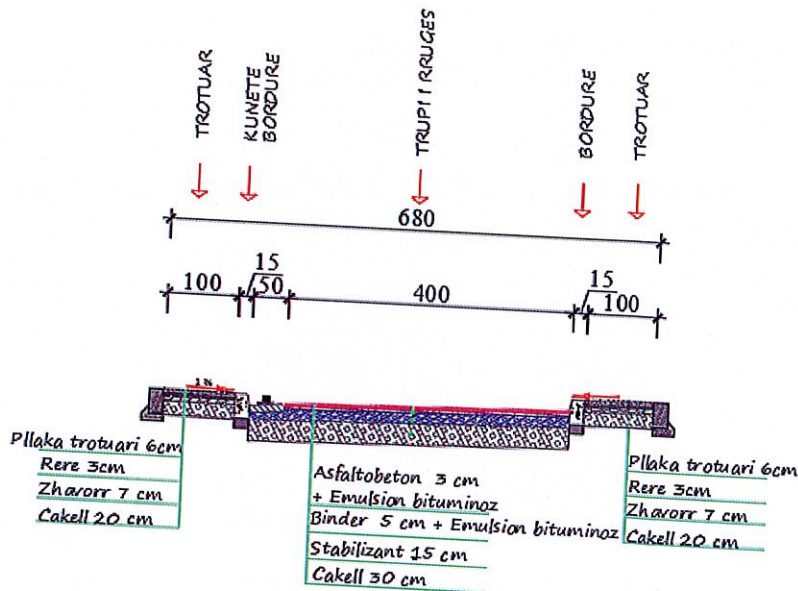 TROTUAR
KUNETE
BORDURE
TRUPI I RRUGES
BORDURE
TROTUAR
680
100
15
50
400
15
100
1%
Pllaka trotuari 6cm
Rere 3cm
Zhavorr 7 cm
Cakell 20 cm
Asfaltobeton 3 cm
+ Emulsion bituminoz
Binder 5 cm + Emulsion bituminoz
Stabilizant 15 cm
Cakell 30 cm
Pllaka trotuari 6cm
Rere 3cm
Zhavorr 7 cm
Cakell 20 cm